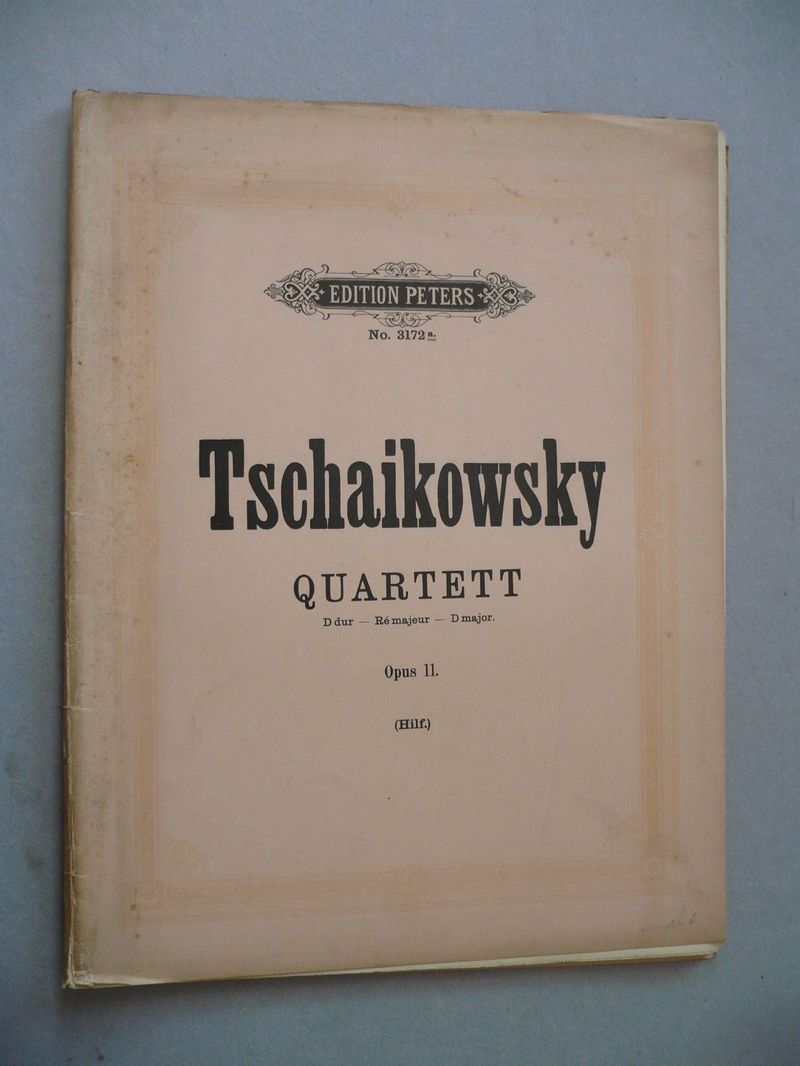 EDITION PETERS
No. 3172 a.
Tschaikowsky
QUARTETT
D dur — Ré majeur — D major.
Opus 11.
(Hilf.)